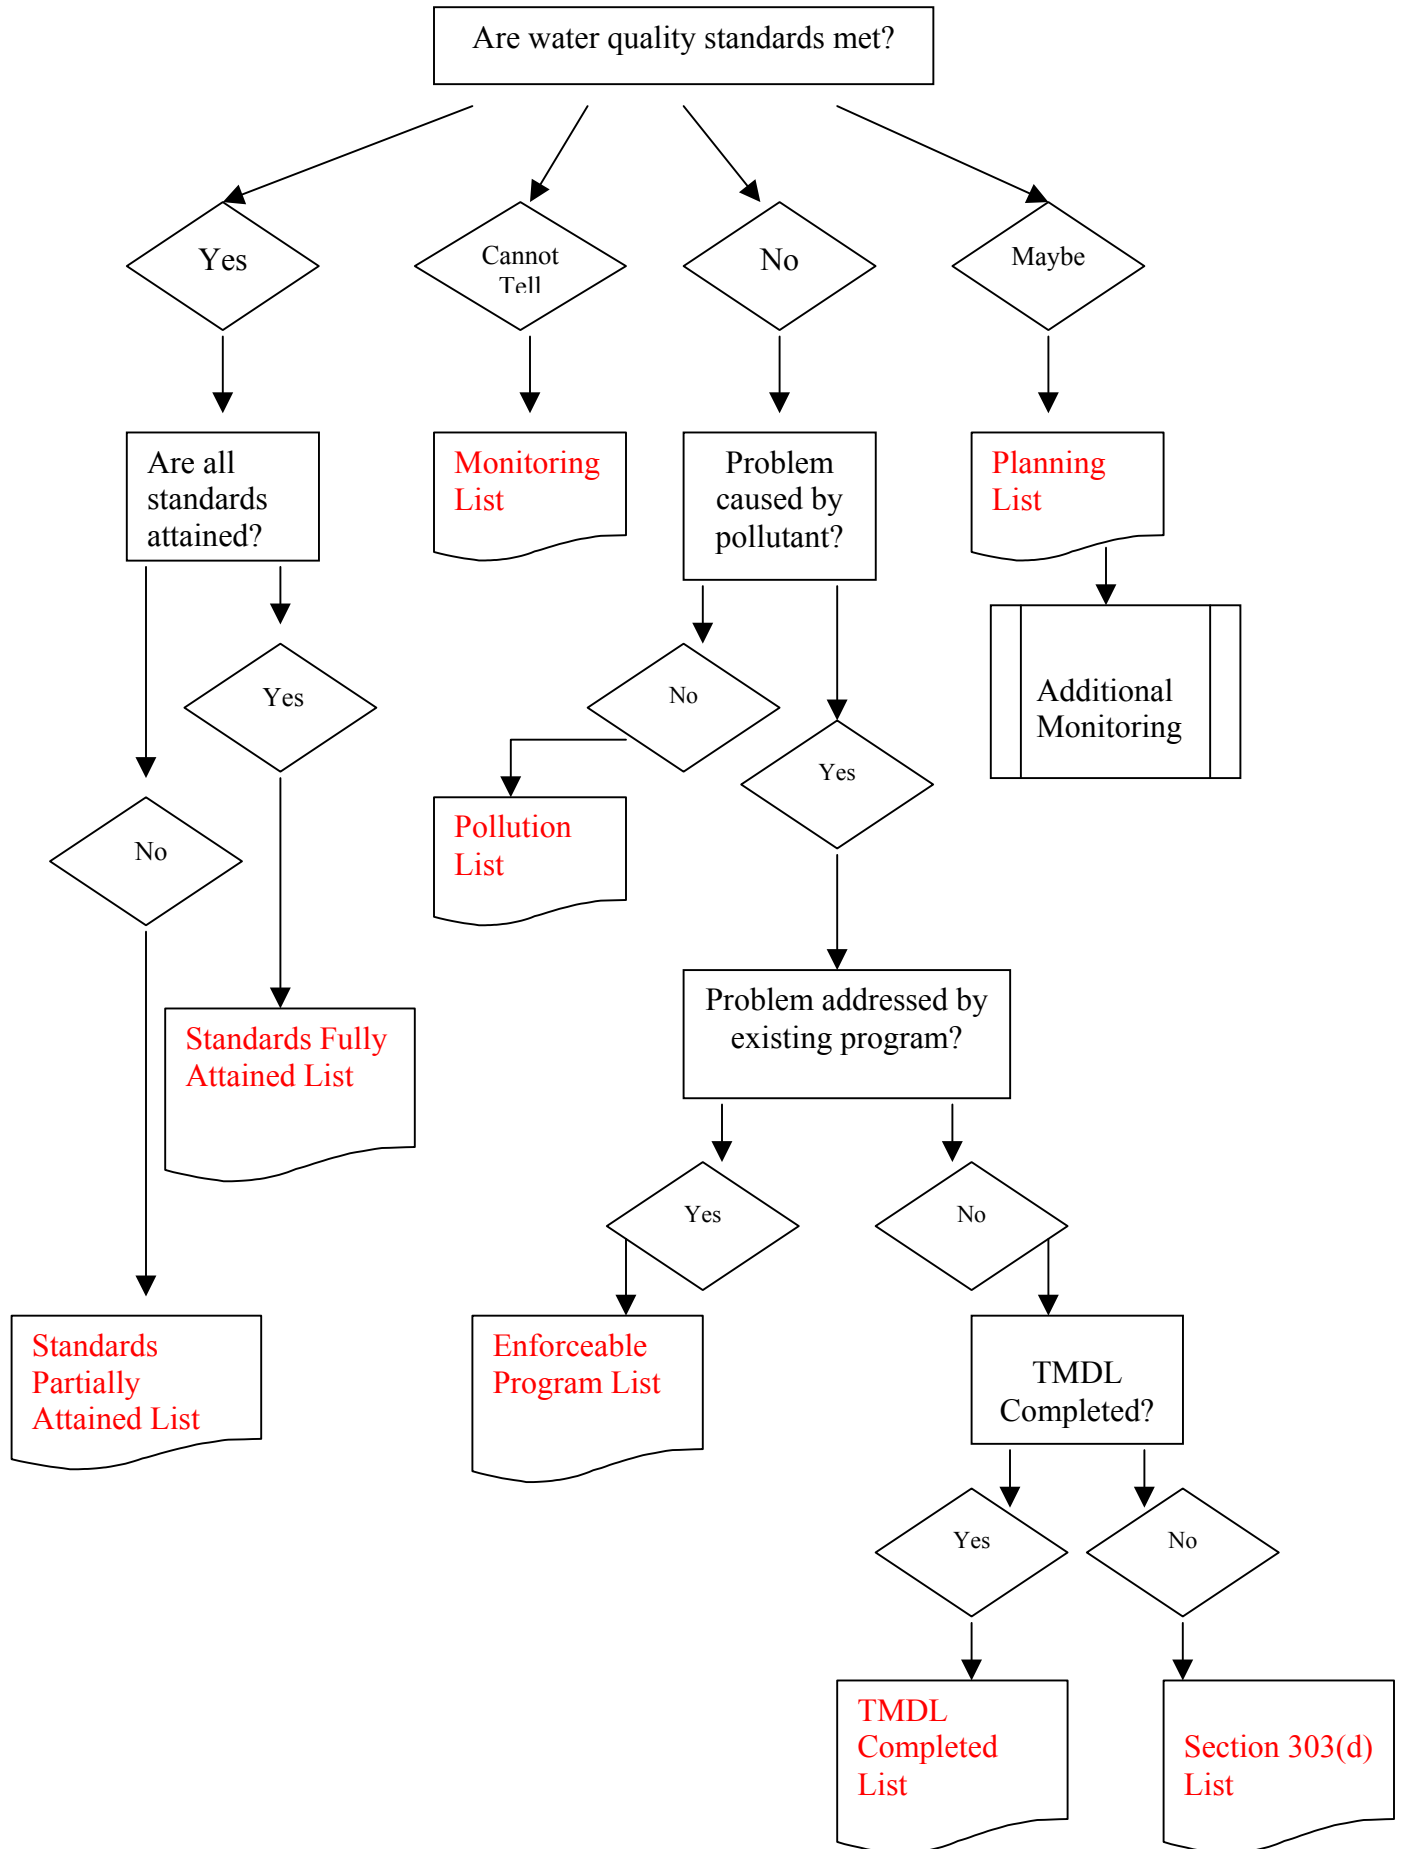 Are water quality standards met?
Yes
Cannot
Tell
No
Maybe
Are all
standards
attained?
Monitoring
List
Problem
caused by
pollutant?
Planning
List
No
Yes
Additional
Monitoring
Yes
No
Pollution
List
Problem addressed by
existing program?
Standards Fully
Attained List
Yes
No
Standards
Partially
Attained List
Enforceable
Program List
TMDL
Completed?
Yes
No
TMDL
Completed
List
Section 303(d)
List